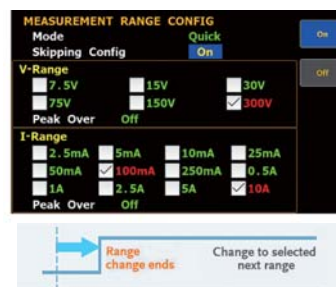 MEASUREMENT RANGE CONFIG
Mode Quick
Skipping Config On
On
Off
V-Range
7.5V 15V 30V
75V 150V 300V
Peak Over Off
I-Range
2.5mA 5mA 10mA 25mA
50mA 100mA 250mA 0.5A
1A 2.5A 5A 10A
Peak Over Off
Range
change ends
Change to selected
next range